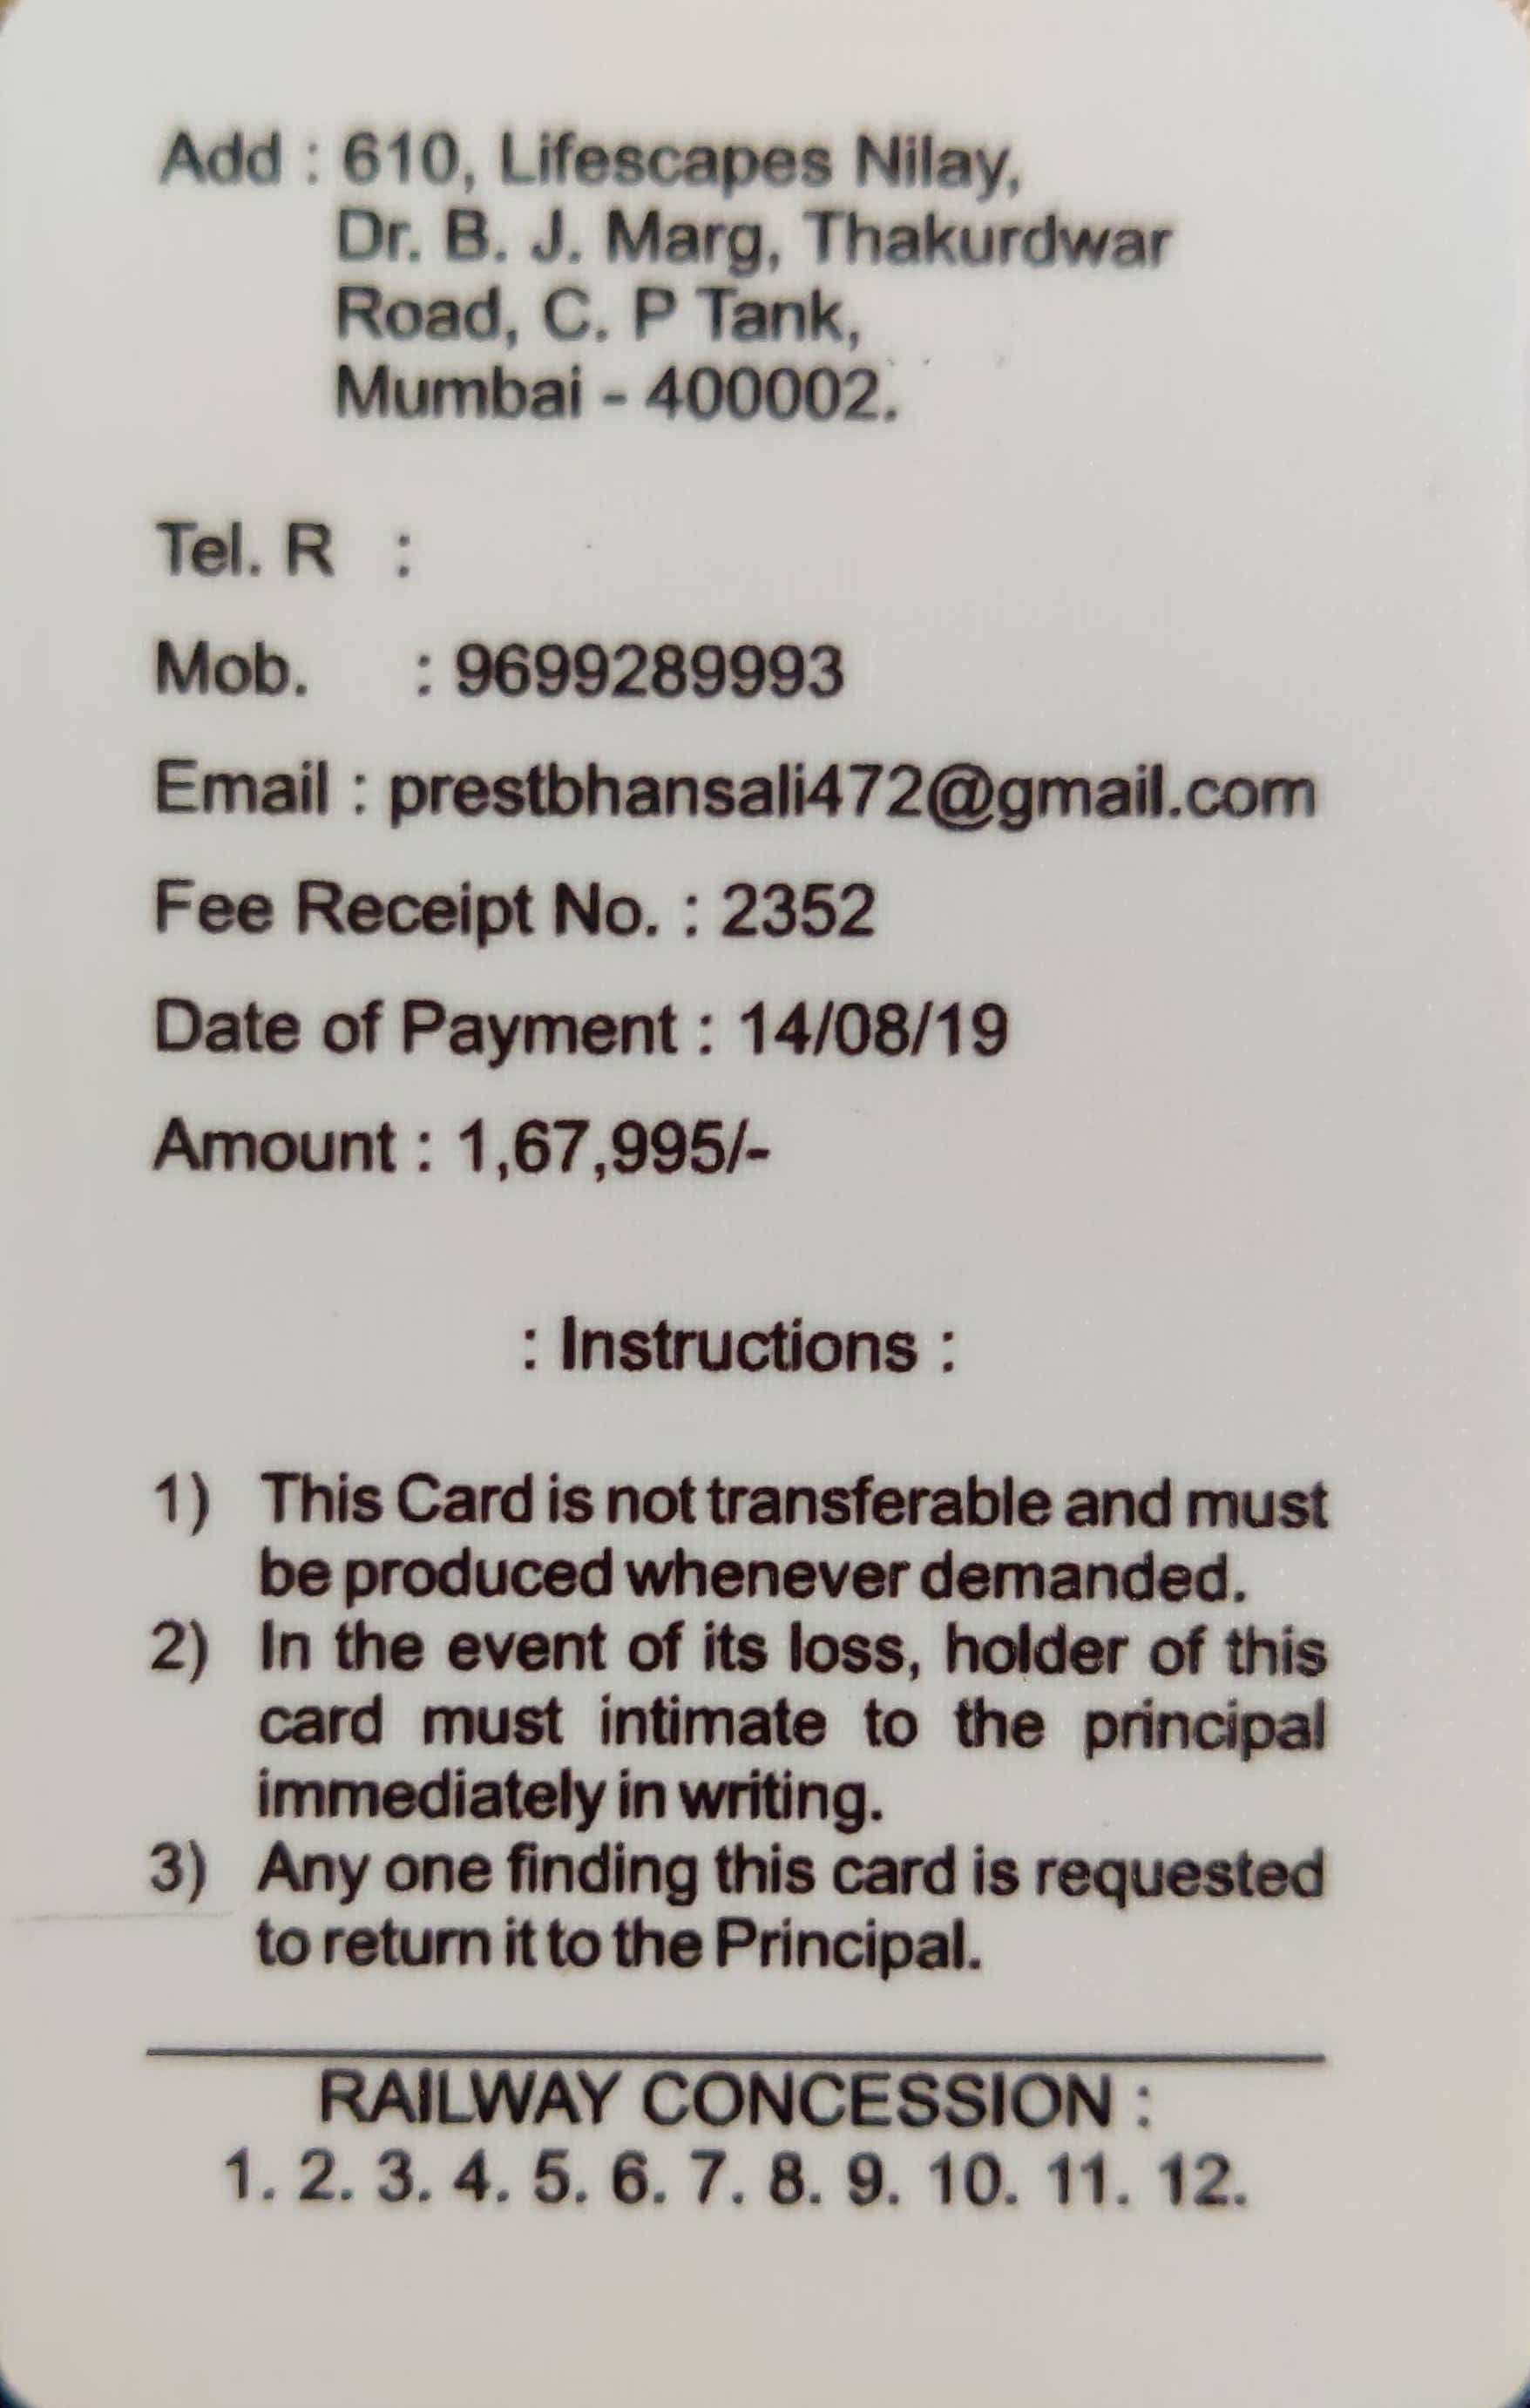 Add : 610, Lifescapes Nilay,
Dr. B. J. Marg, Thakurdwar
Road, C. P Tank,
Mumbai - 400002.
Tel. R :
Mob. : 9699289993
Email : prestbhansali472@gmail.com
Fee Receipt No. : 2352
Date of Payment : 14/08/19
Amount : 1,67,995/-
: Instructions :
1) This Card is not transferable and must
be produced whenever demanded.
2) In the event of its loss, holder of this
card must intimate to the principal
immediately in writing.
3) Any one finding this card is requested
to return it to the Principal.
RAILWAY CONCESSION :
1. 2. 3. 4. 5. 6. 7. 8. 9. 10. 11. 12.